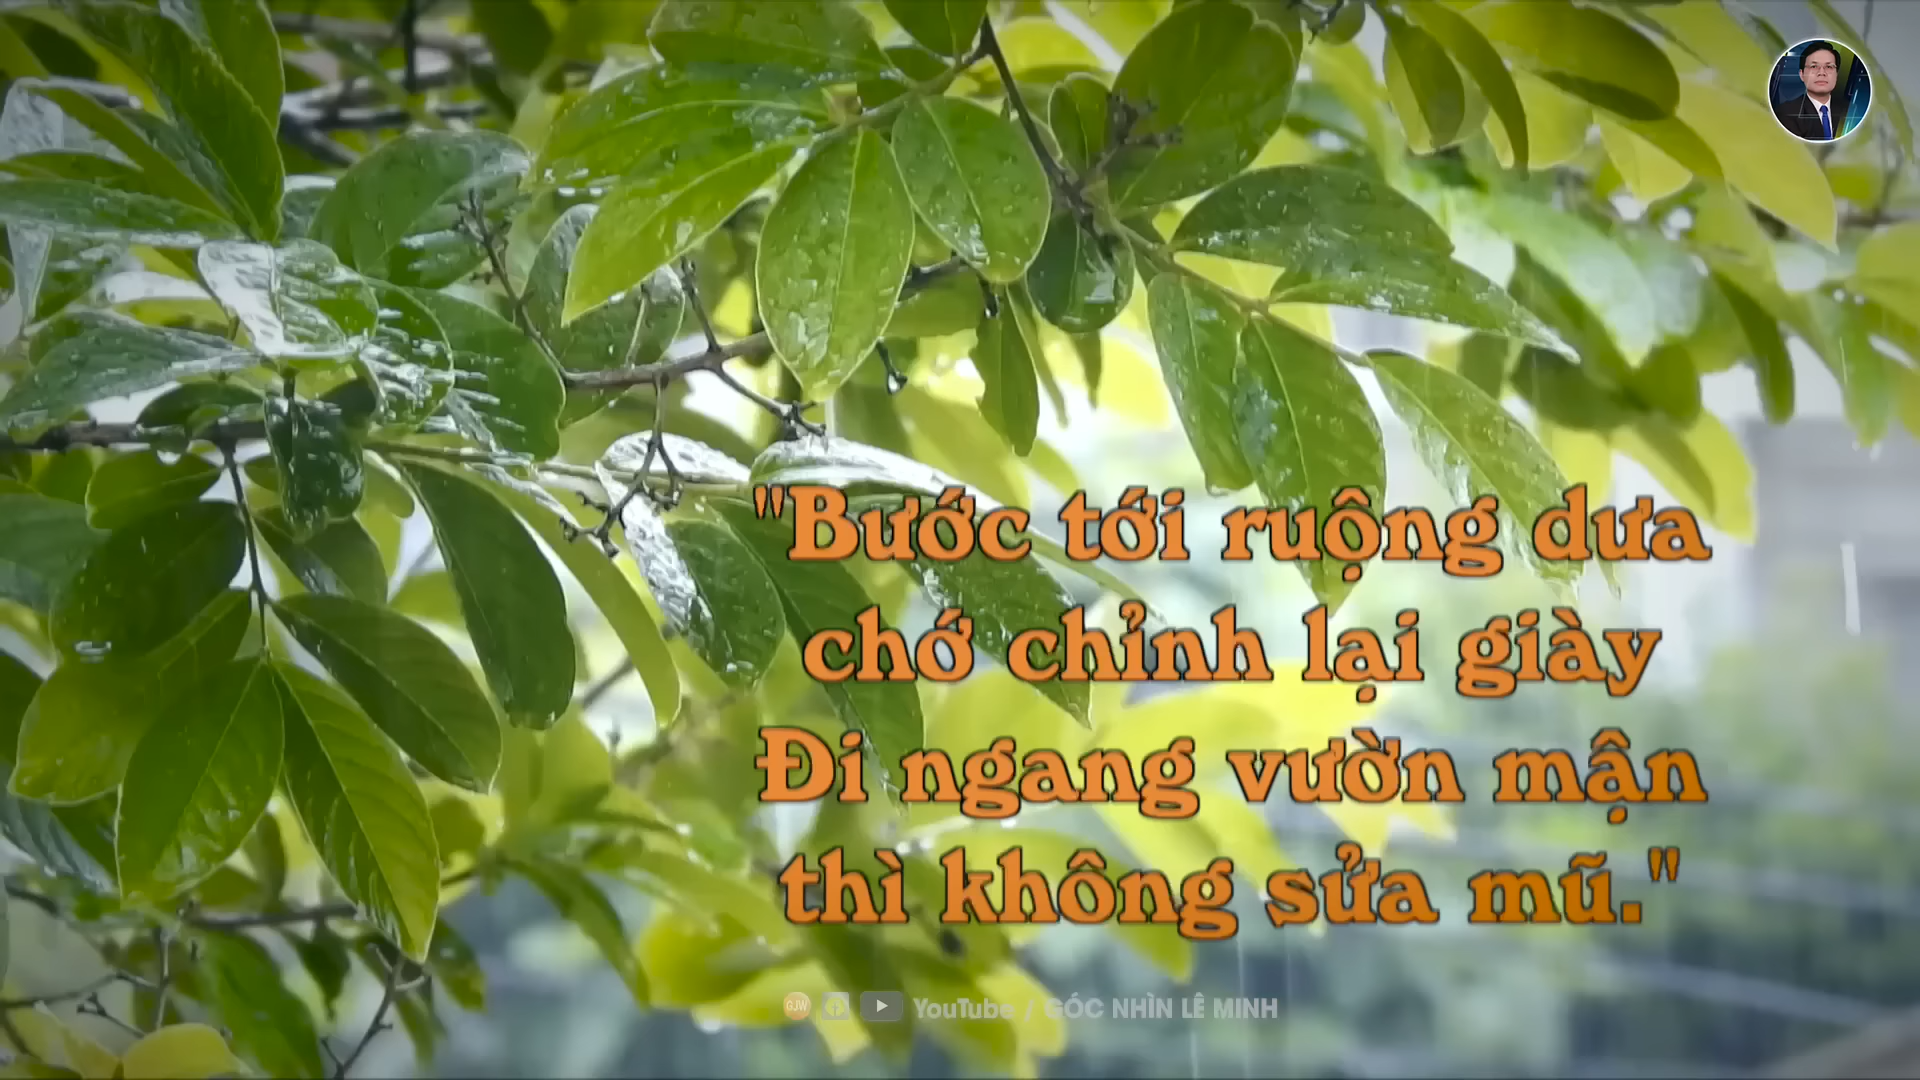 "Bước tới ruộng dưa
chớ chỉnh lại giày
Đi ngang vườn mận
thì không sửa mũ."
GJW YouTube / GÓC NHÌN LÊ MINH